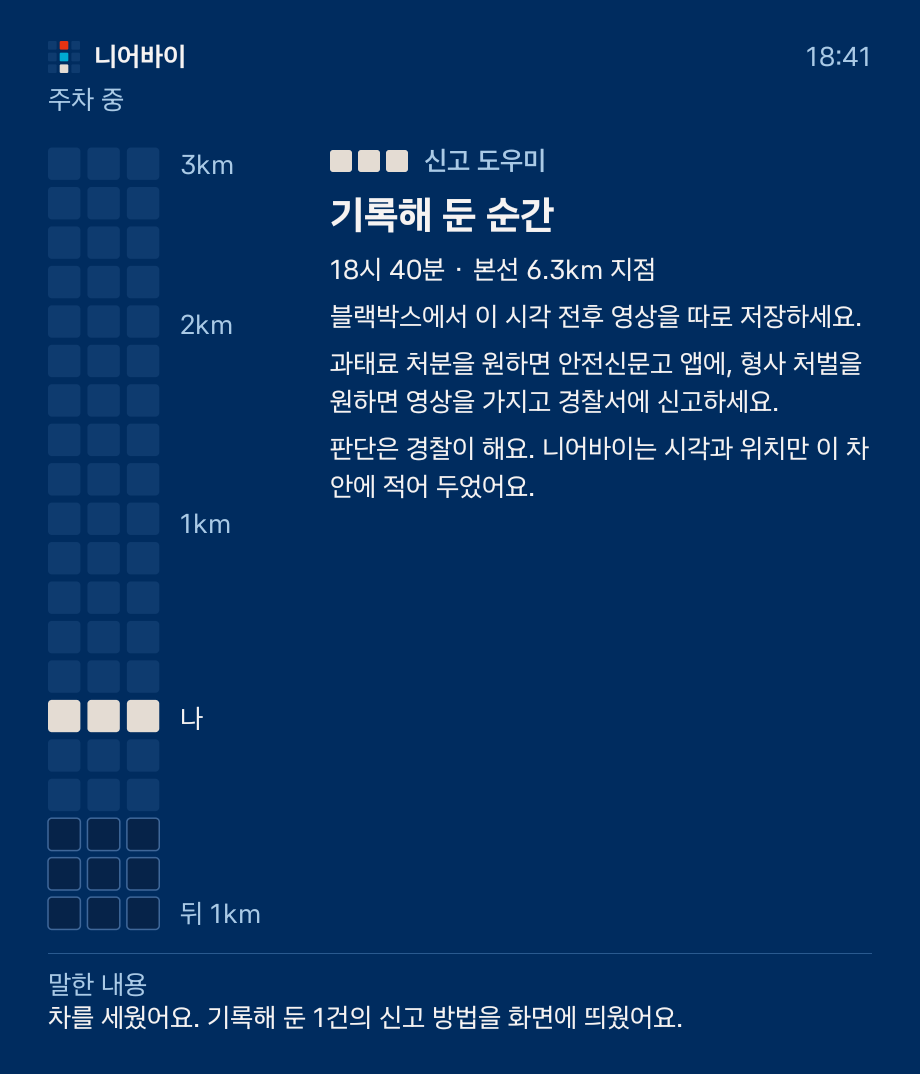 니어바이
18:41
주차 중
3km
2km
1km
나
뒤 1km
신고 도우미
기록해 둔 순간
18시 40분 · 본선 6.3km 지점
블랙박스에서 이 시각 전후 영상을 따로 저장하세요.
과태료 처분을 원하면 안전신문고 앱에, 형사 처벌을
원하면 영상을 가지고 경찰서에 신고하세요.
판단은 경찰이 해요. 니어바이는 시각과 위치만 이 차
안에 적어 두었어요.
말한 내용
차를 세웠어요. 기록해 둔 1건의 신고 방법을 화면에 띄웠어요.